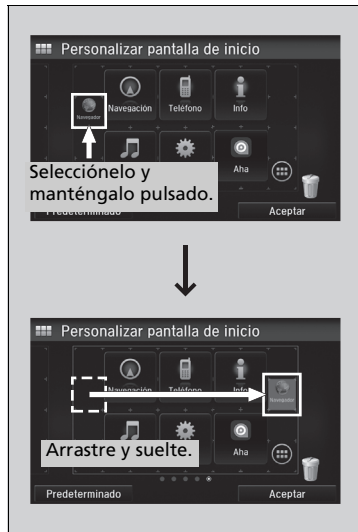 Personalizar pantalla de inicio
Navegador
Navegación
Teléfono
Info
Selecciónelo y
manténgalo pulsado.
Aha
Predeterminado
Aceptar
Personalizar pantalla de inicio
Navegación
Teléfono
Info
Navegador
Arrastre y suelte.
Aha
Predeterminado
Aceptar